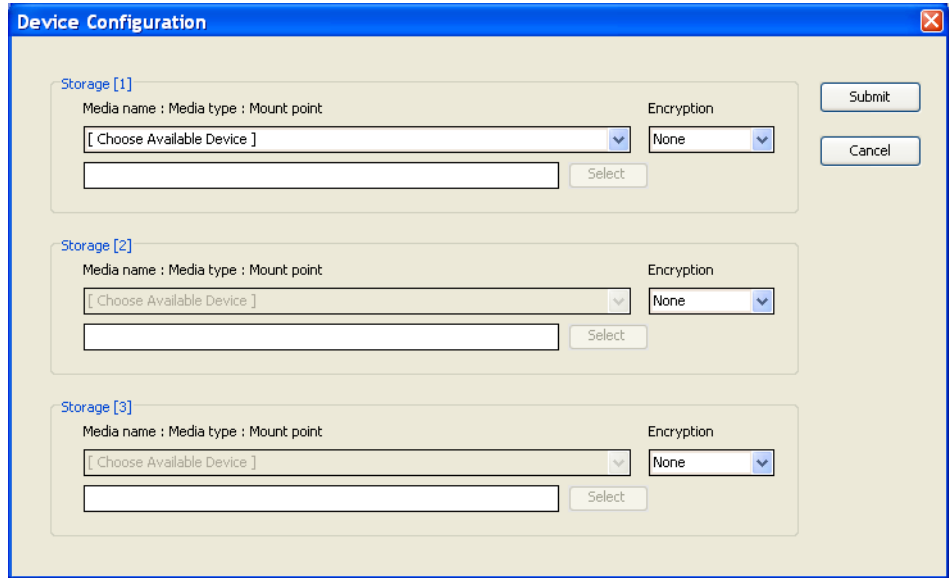 Device Configuration
Storage [1]
Media name : Media type : Mount point
Encryption
[ Choose Available Device ]
None
Select
Submit
Cancel
Storage [2]
Media name : Media type : Mount point
Encryption
[ Choose Available Device ]
None
Select
Storage [3]
Media name : Media type : Mount point
Encryption
[ Choose Available Device ]
None
Select